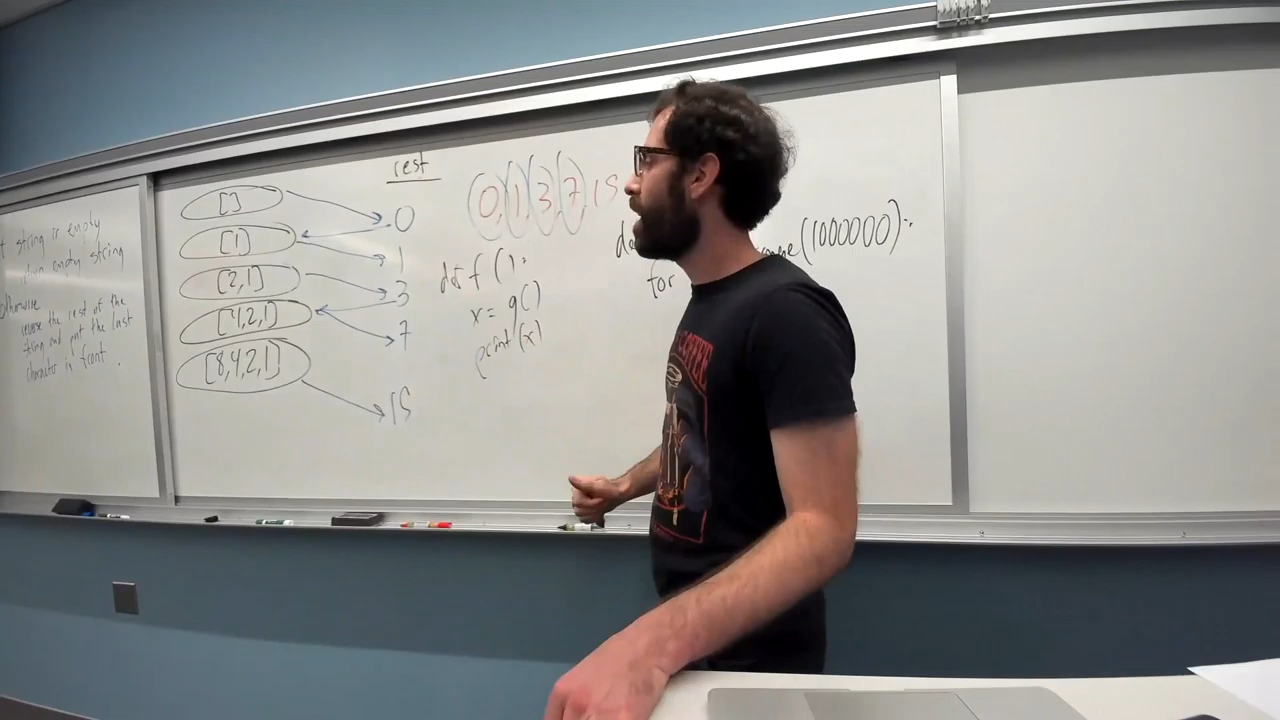 string is empty
empty string
otherwise
reverse the rest of the
string and put the last
character in front.
rest
[]
0
[1]
1
[2,1]
3
[4,2,1]
7
[8,4,2,1]
15
0, 1, 3, 7, 15
def f():
x = g()
print(x)
(1000000):
for
COFFEE